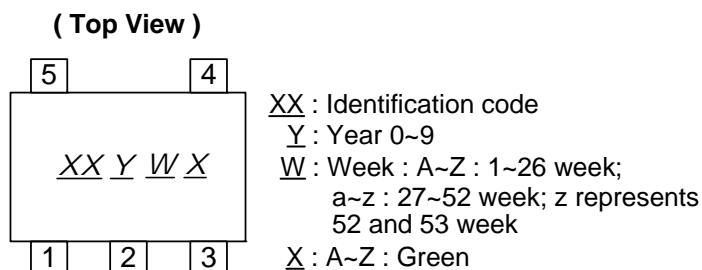 ( Top View )
5 4
XX Y W X
1 2 3
XX : Identification code
Y : Year 0~9
W : Week : A~Z : 1~26 week;
a~z : 27~52 week; z represents
52 and 53 week
X : A~Z : Green